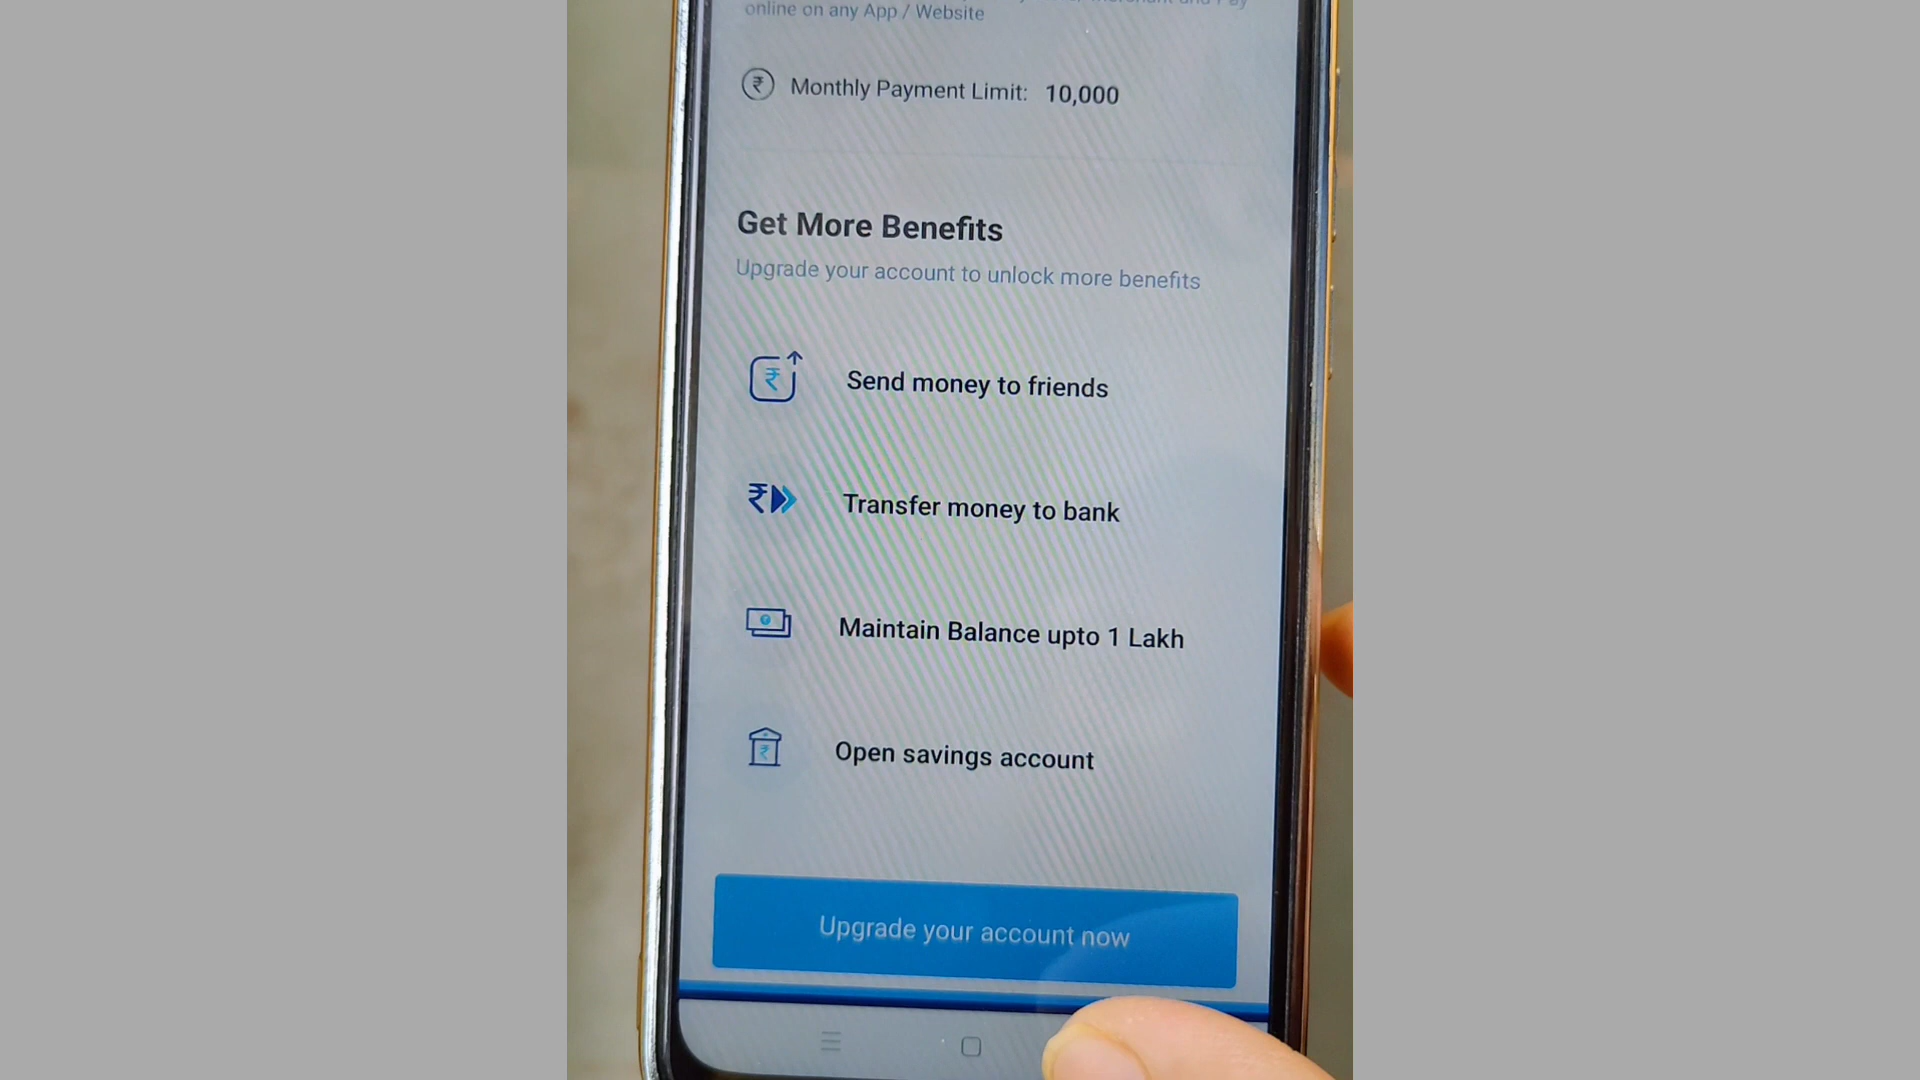 online on any App / Website
Monthly Payment Limit: 10,000
Get More Benefits
Upgrade your account to unlock more benefits
Send money to friends
Transfer money to bank
Maintain Balance upto 1 Lakh
Open savings account
Upgrade your account now